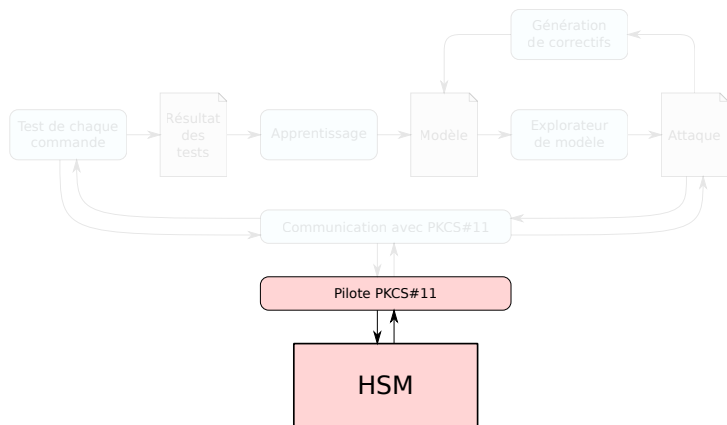 Génération
de correctifs
Test de chaque
commande
Résultat
des
tests
Apprentissage
Modèle
Explorateur
de modèle
Attaque
Communication avec PKCS#11
Pilote PKCS#11
HSM